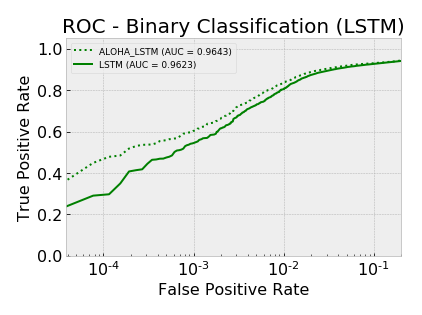 ROC - Binary Classification (LSTM)
ALOHA_LSTM (AUC = 0.9643)
LSTM (AUC = 0.9623)
True Positive Rate
1.0
0.8
0.6
0.4
0.2
0.0
10⁻⁴ 10⁻³ 10⁻² 10⁻¹
False Positive Rate